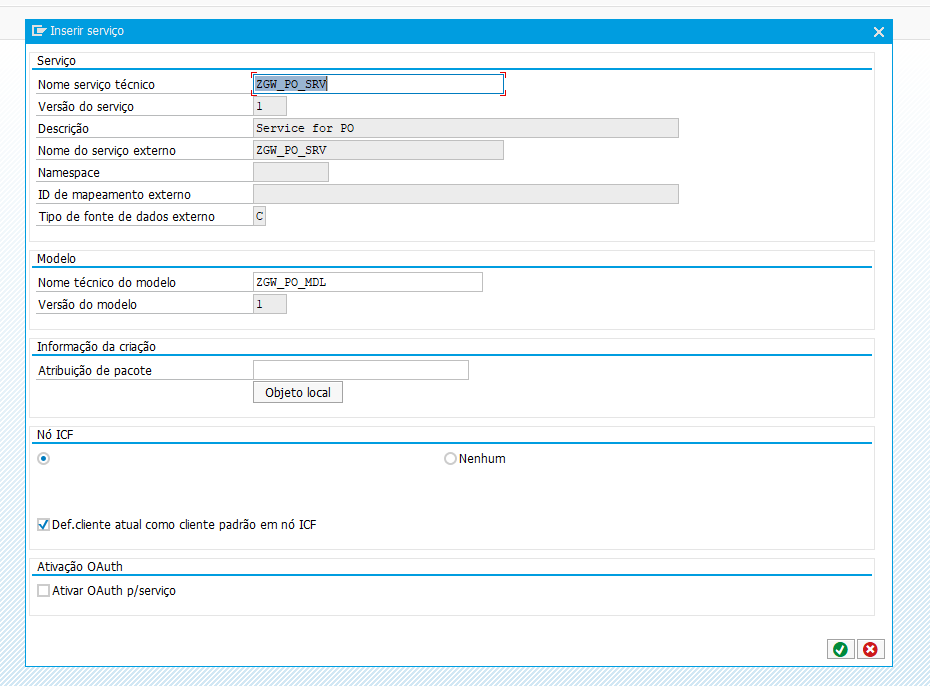 Inserir serviço
Serviço
Nome serviço técnico ZGW_PO_SRV
Versão do serviço 1
Descrição Service for PO
Nome do serviço externo ZGW_PO_SRV
Namespace
ID de mapeamento externo
Tipo de fonte de dados externo C
Modelo
Nome técnico do modelo ZGW_PO_MDL
Versão do modelo 1
Informação da criação
Atribuição de pacote
Objeto local
Nó ICF
Nenhum
Def.cliente atual como cliente padrão em nó ICF
Ativação OAuth
Ativar OAuth p/serviço